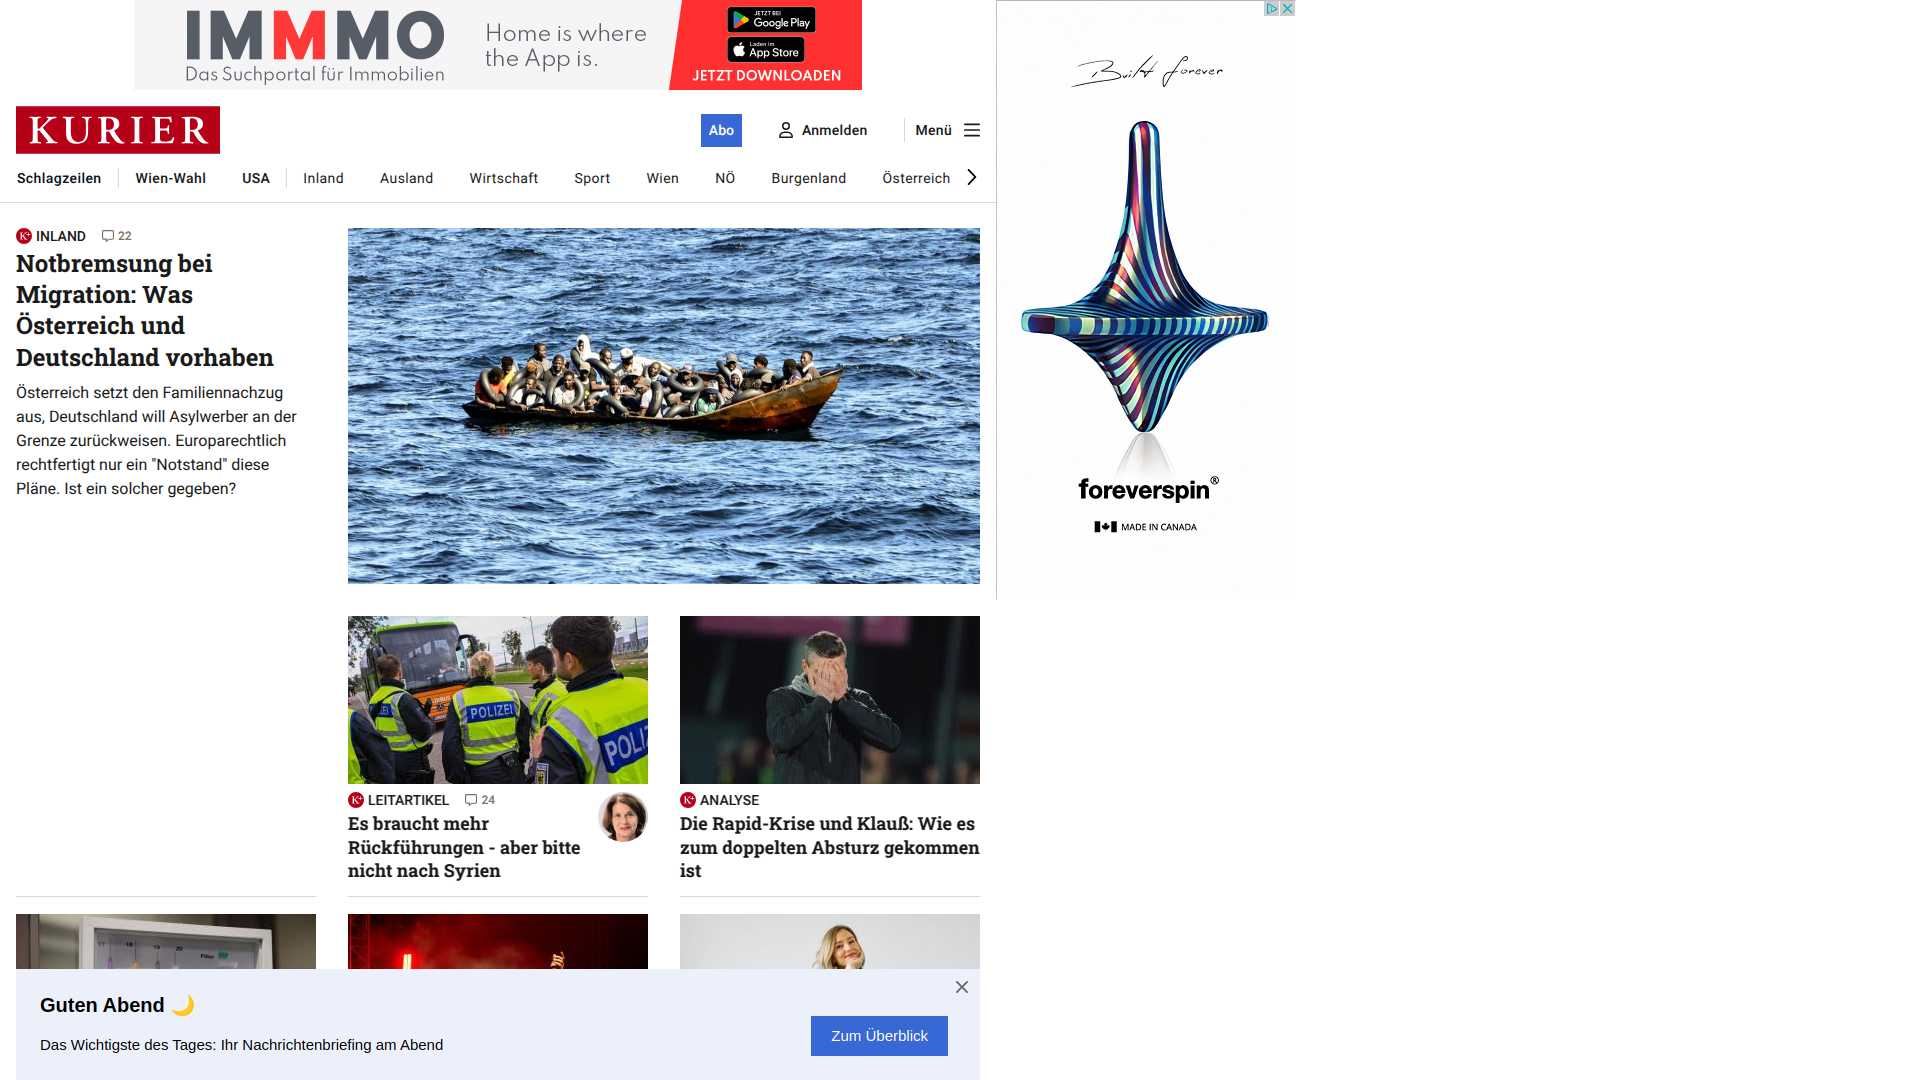 IMMMO
Das Suchportal für Immobilien
Home is where
the App is.
JETZT BEI
Google Play
Laden im
App Store
JETZT DOWNLOADEN
KURIER
Abo
Anmelden
Menü
Schlagzeilen
Wien-Wahl
USA
Inland
Ausland
Wirtschaft
Sport
Wien
NÖ
Burgenland
Österreich
K+ INLAND 22
Notbremsung bei
Migration: Was
Österreich und
Deutschland vorhaben
Österreich setzt den Familiennachzug
aus, Deutschland will Asylwerber an der
Grenze zurückweisen. Europarechtlich
rechtfertigt nur ein "Notstand" diese
Pläne. Ist ein solcher gegeben?
Built forever
foreverspin®
MADE IN CANADA
POLIZEI
K+ LEITARTIKEL 24
Es braucht mehr
Rückführungen - aber bitte
nicht nach Syrien
K+ ANALYSE
Die Rapid-Krise und Klauß: Wie es
zum doppelten Absturz gekommen
ist
17 18 19 20
Guten Abend 🌙
Das Wichtigste des Tages: Ihr Nachrichtenbriefing am Abend
Zum Überblick